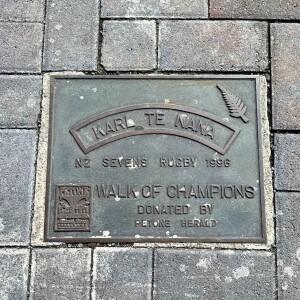 KARL TE NANA
NZ SEVENS RUGBY 1996
WALK OF CHAMPIONS
DONATED BY
PETONE HERALD